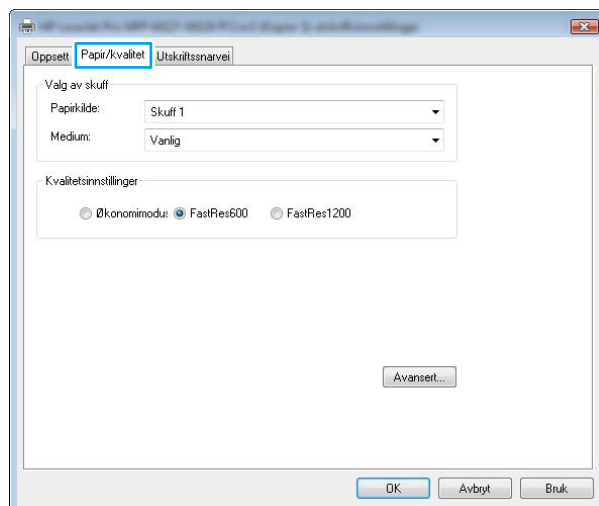 Oppsett Papir/kvalitet Utskriftssnarvei
Valg av skuff
Papirkilde: Skuff 1
Medium: Vanlig
Kvalitetsinnstillinger
Økonomimodu: FastRes600 FastRes1200
Avansert...
OK Avbryt Bruk